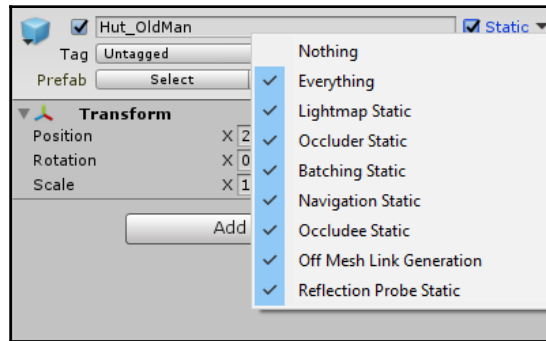 Hut_OldMan Static
Tag Untagged Nothing
Prefab Select Everything
Transform Lightmap Static
Position X 2 Occluder Static
Rotation X 0 Batching Static
Scale X 1 Navigation Static
Add Occludee Static
Off Mesh Link Generation
Reflection Probe Static